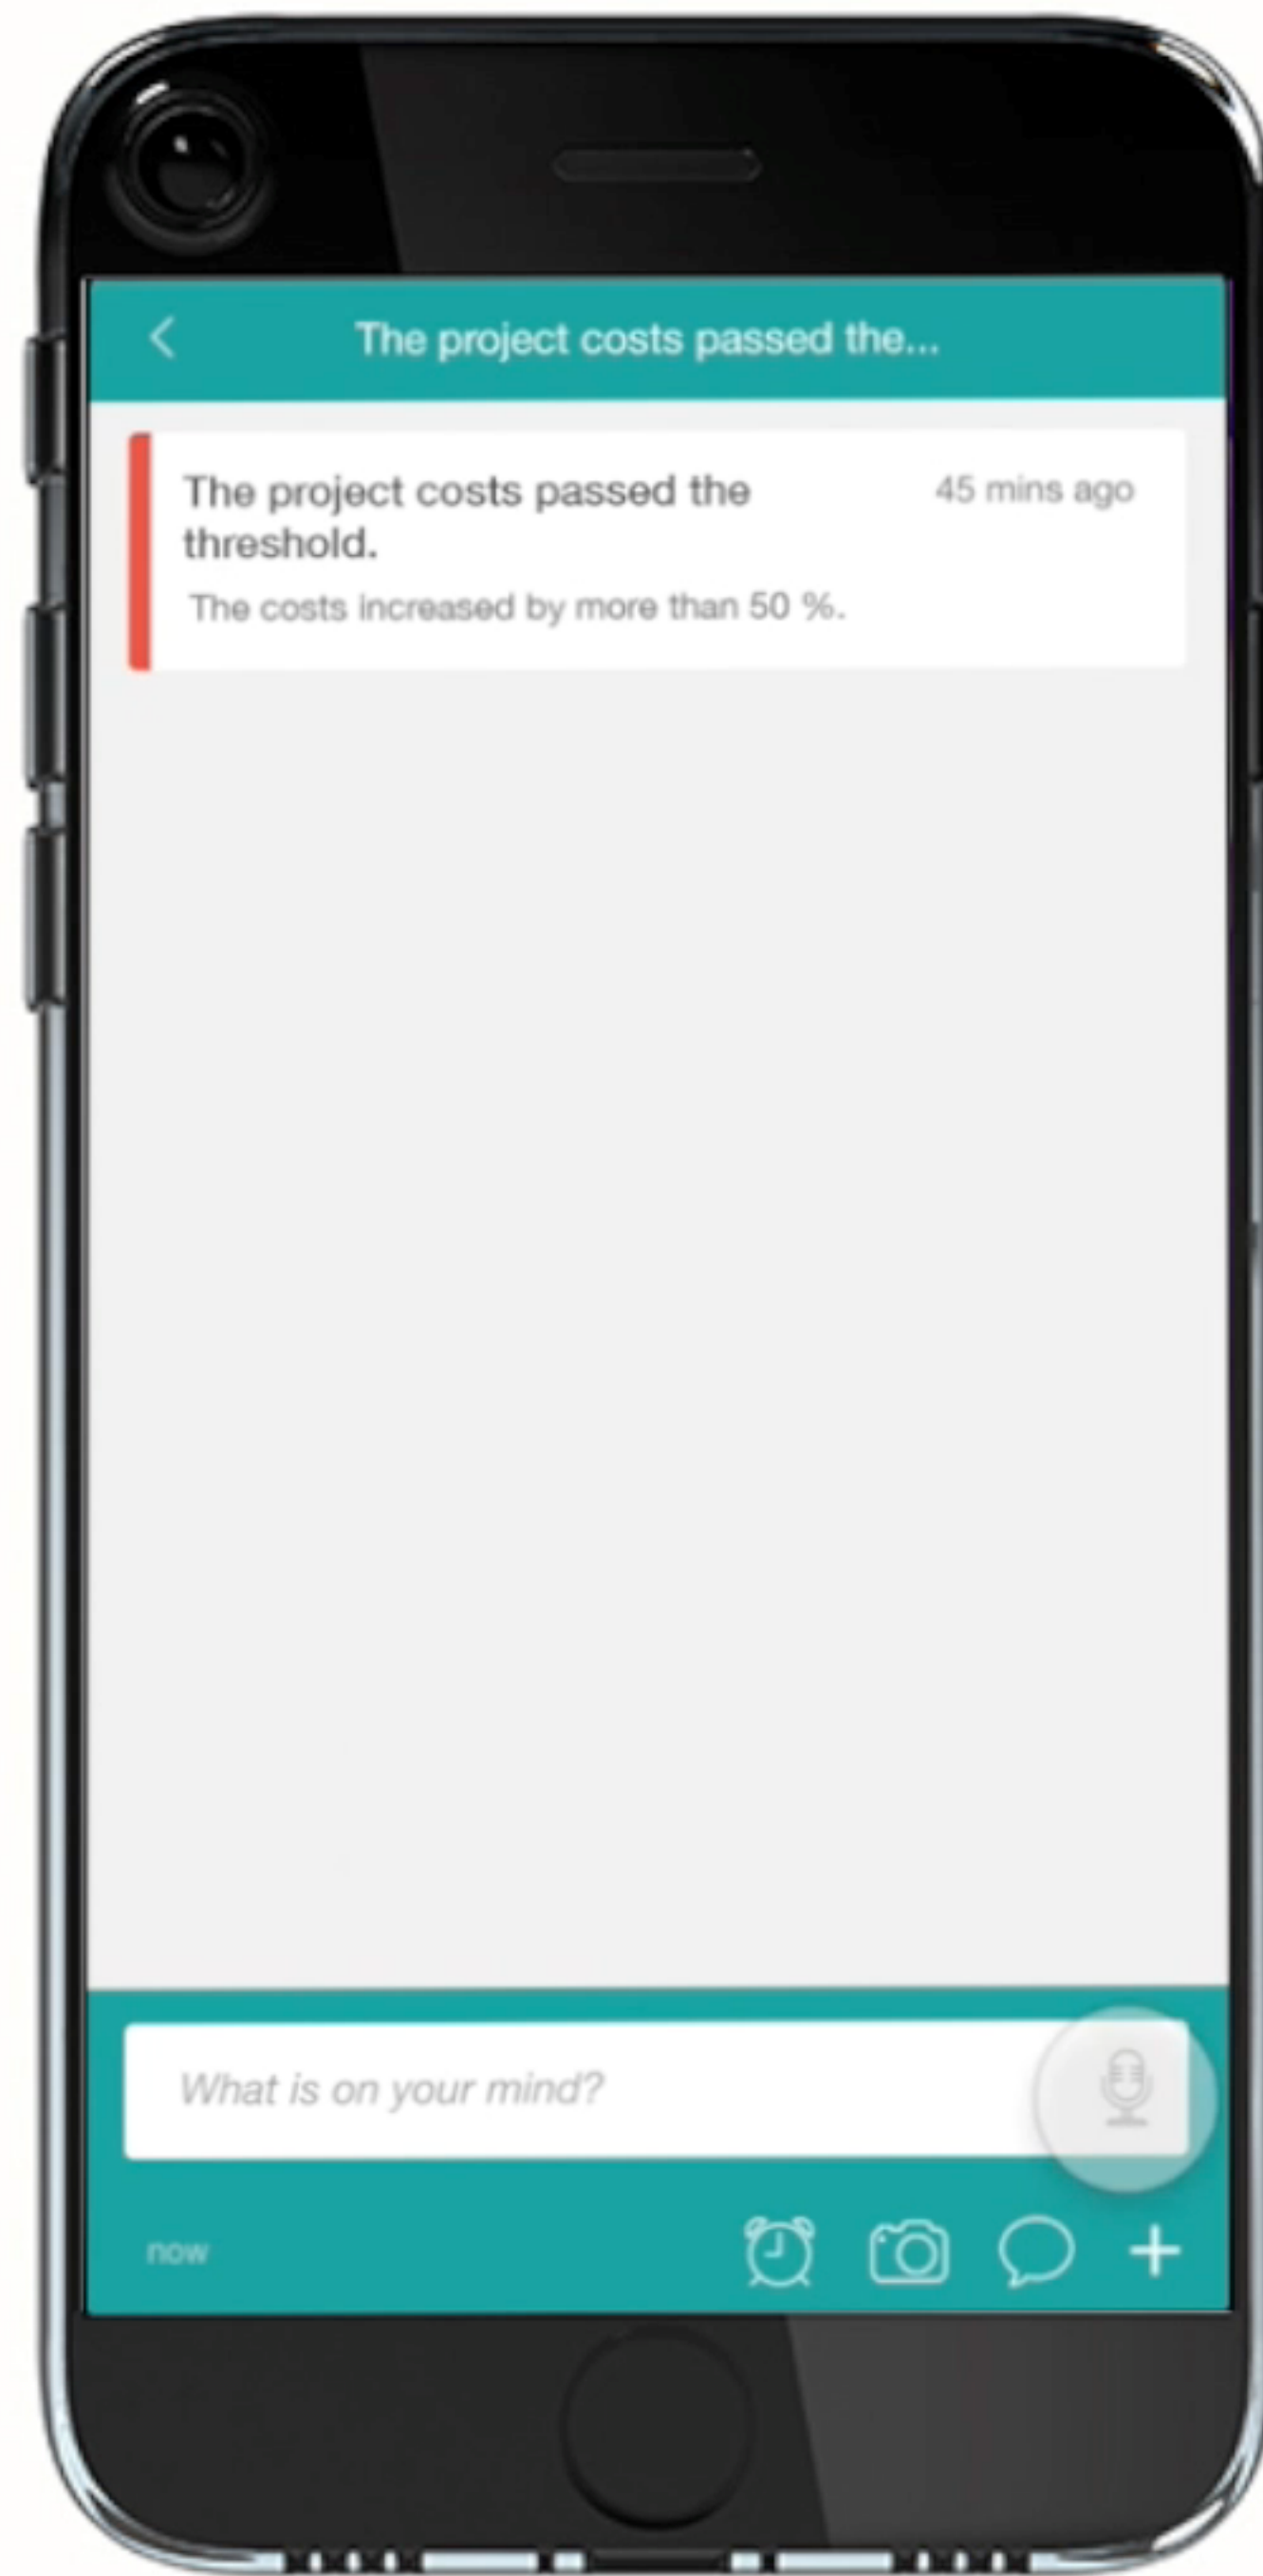 The project costs passed the...
The project costs passed the
threshold.
45 mins ago
The costs increased by more than 50 %.
What is on your mind?
now